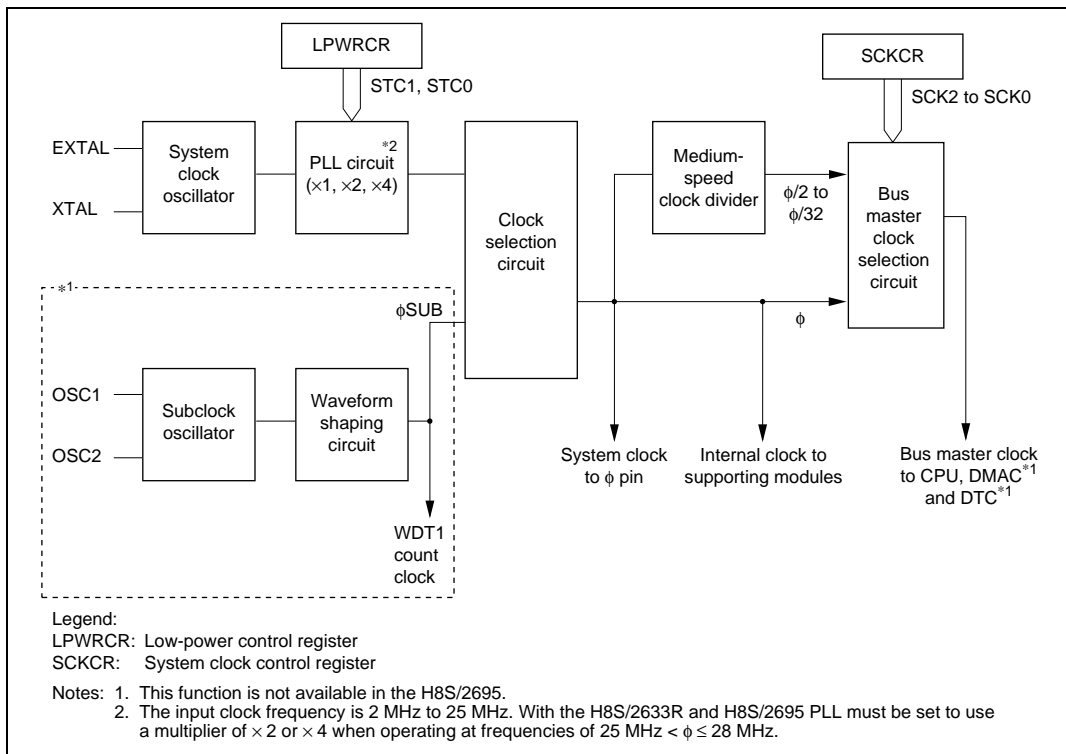 LPWRCR
STC1, STC0
SCKCR
SCK2 to SCK0
EXTAL
XTAL
System
clock
oscillator
*2
PLL circuit
(×1, ×2, ×4)
Clock
selection
circuit
Medium-
speed
clock divider
ϕ/2 to
ϕ/32
Bus
master
clock
selection
circuit
*1
ϕSUB
ϕ
OSC1
OSC2
Subclock
oscillator
Waveform
shaping
circuit
WDT1
count
clock
System clock
to ϕ pin
Internal clock to
supporting modules
Bus master clock
to CPU, DMAC*1
and DTC*1
Legend:
LPWRCR: Low-power control register
SCKCR: System clock control register
Notes: 1. This function is not available in the H8S/2695.
2. The input clock frequency is 2 MHz to 25 MHz. With the H8S/2633R and H8S/2695 PLL must be set to use
a multiplier of × 2 or × 4 when operating at frequencies of 25 MHz < ϕ ≤ 28 MHz.